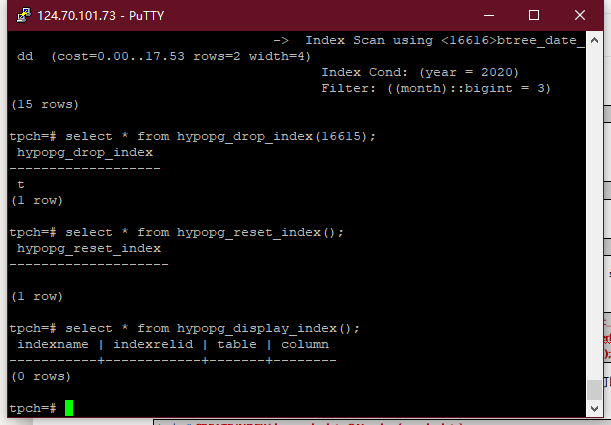 124.70.101.73 - PuTTY
-> Index Scan using <16616>btree_date_
dd (cost=0.00..17.53 rows=2 width=4)
Index Cond: (year = 2020)
Filter: ((month)::bigint = 3)
(15 rows)
tpch=# select * from hypopg_drop_index(16615);
hypopg_drop_index
-------------------
t
(1 row)
tpch=# select * from hypopg_reset_index();
hypopg_reset_index
--------------------
(1 row)
tpch=# select * from hypopg_display_index();
indexname | indexrelid | table | column
-----------+------------+-------+--------
(0 rows)
tpch=#